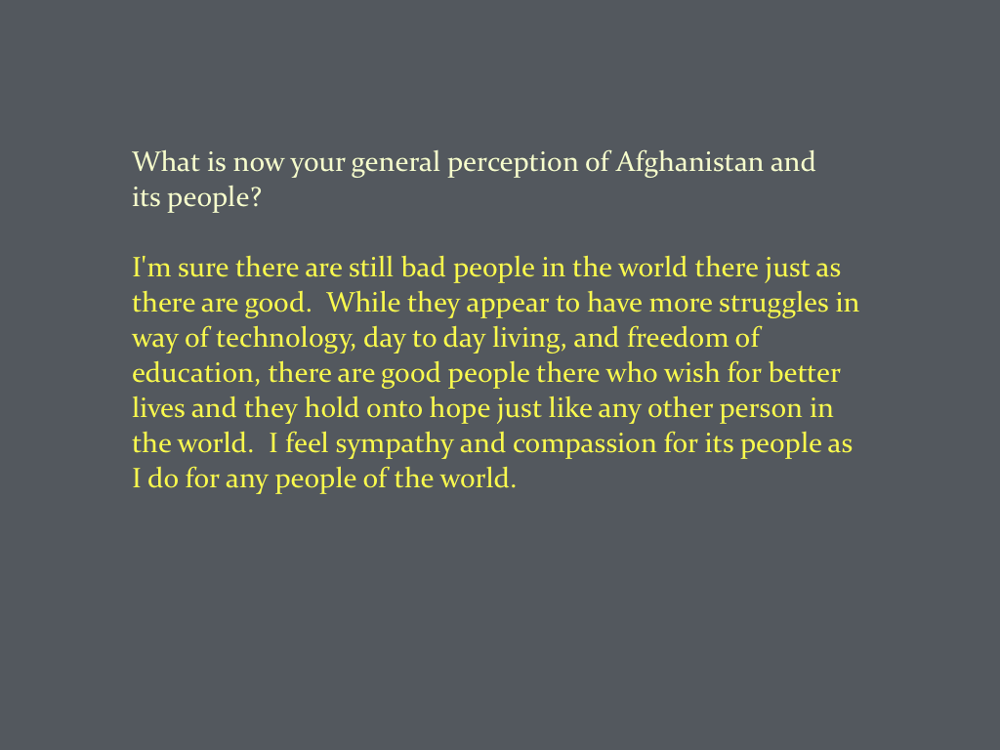 What is now your general perception of Afghanistan and
its people?
I'm sure there are still bad people in the world there just as
there are good.  While they appear to have more struggles in
way of technology, day to day living, and freedom of
education, there are good people there who wish for better
lives and they hold onto hope just like any other person in
the world.  I feel sympathy and compassion for its people as
I do for any people of the world.